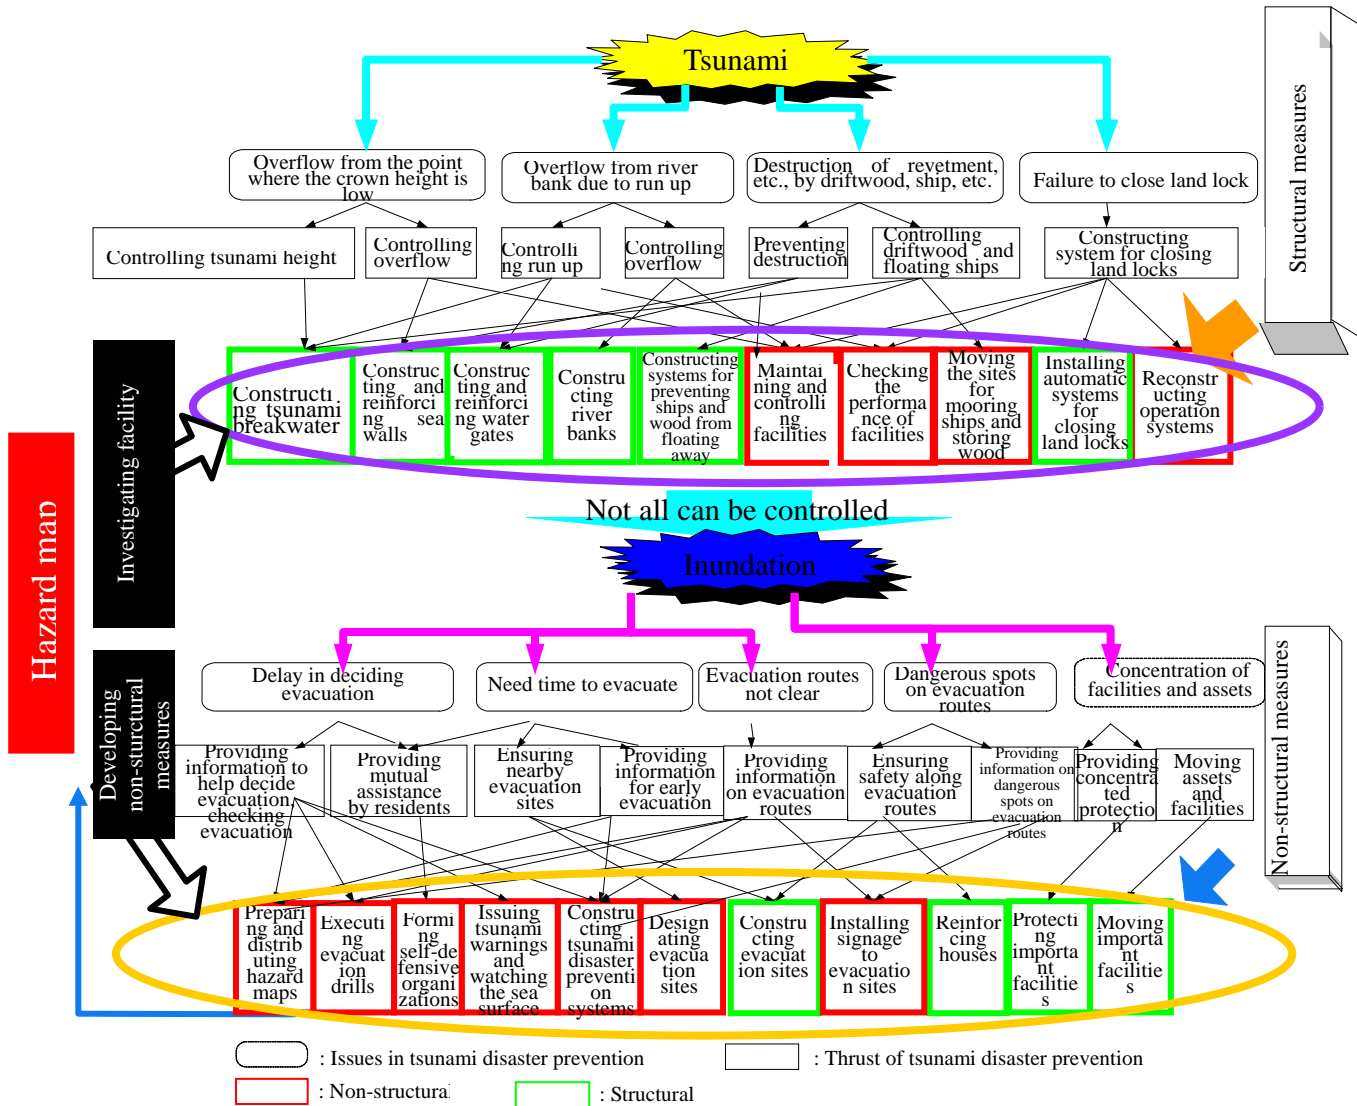 Tsunami
Structural measures
Overflow from the point
where the crown height is
low
Overflow from river
bank due to run up
Destruction of revetment,
etc., by driftwood, ship, etc.
Failure to close land lock
Controlling tsunami height
Controlling
overflow
Controlli
ng run up
Controlling
overflow
Preventing
destruction
Controlling
driftwood and
floating ships
Constructing
system for closing
land locks
Investigating facility
Constructi
ng tsunami
breakwater
Construc
ting and
reinforci
ng sea
walls
Construc
ting and
reinforci
ng water
gates
Constru
cting
river
banks
Constructing
systems for
preventing
ships and
wood from
floating
away
Maintai
ning and
controlli
ng
facilities
Checking
the
performa
nce of
facilities
Moving
the sites
for
mooring
ships and
storing
wood
Installing
automatic
systems
for
closing
land locks
Reconstr
ucting
operation
systems
Not all can be controlled
Inundation
Hazard map
Developing
non-sturctural
measures
Non-structural measures
Delay in deciding
evacuation
Need time to evacuate
Evacuation routes
not clear
Dangerous spots
on evacuation
routes
Concentration of
facilities and assets
Providing
information to
help decide
evacuation,
checking
evacuation
Providing
mutual
assistance
by residents
Ensuring
nearby
evacuation
sites
Providing
information
for early
evacuation
Providing
information
on evacuation
routes
Ensuring
safety along
evacuation
routes
Providing
information on
dangerous
spots on
evacuation
routes
Providing
concentra
ted
protectio
n
Moving
assets
and
facilities
Prepari
ng and
distrib
uting
hazard
maps
Executi
ng
evacuat
ion
drills
Formi
ng
self-de
fensive
organi
zations
Issuing
tsunami
warnings
and
watching
the sea
surface
Constru
cting
tsunami
disaster
preventi
on
systems
Design
ating
evacua
tion
sites
Constru
cting
evacuat
ion sites
Installing
signage
to
evacuatio
n sites
Reinfor
cing
houses
Protecti
ng
importa
nt
facilitie
s
Moving
importa
nt
facilitie
s
: Issues in tsunami disaster prevention
: Thrust of tsunami disaster prevention
: Non-structural
: Structural